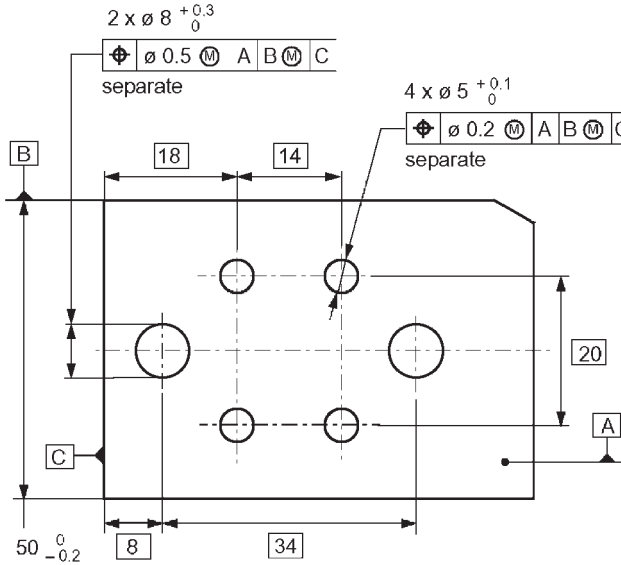 2 x ø 8 +0.3 0
⌖ ø 0.5 Ⓜ A B Ⓜ C
separate
4 x ø 5 +0.1 0
⌖ ø 0.2 Ⓜ A B Ⓜ C
separate
B
18
14
20
A
C
50 0 -0.2
8
34